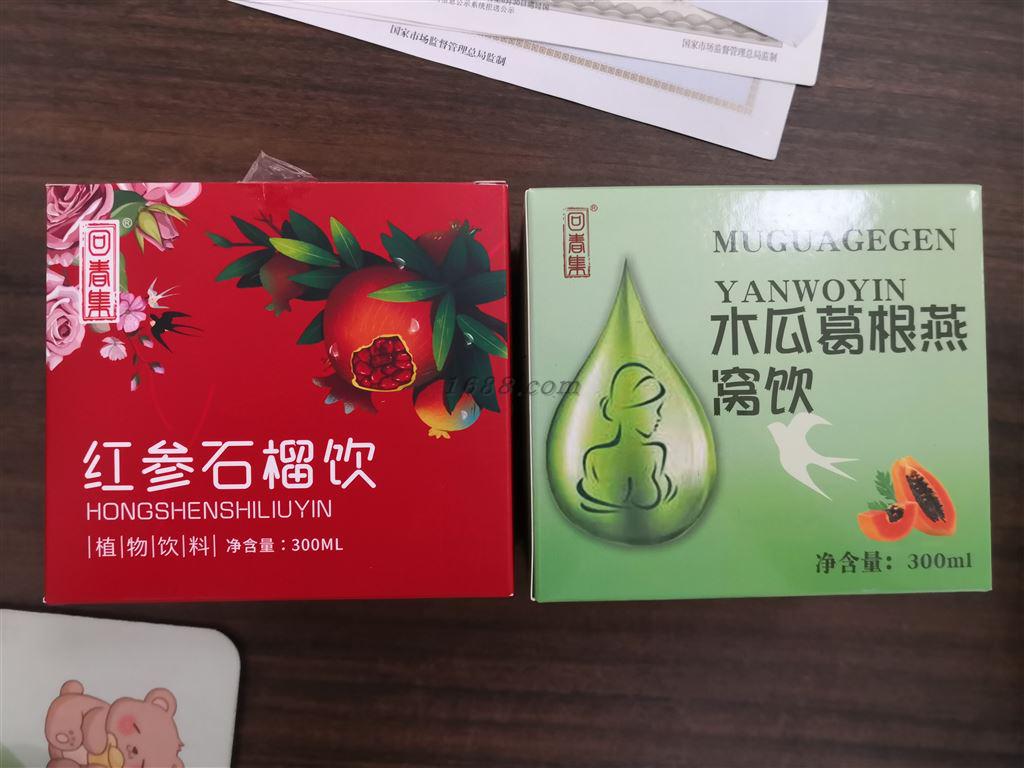 国家市场监督管理总局监制
国家市场监督管理总局监制
回春集®
红参石榴饮
HONGSHENSHILIUYIN
|植|物|饮|料| 净含量：300ML
回春集®
MUGUAGEGEN
YANWOYIN
木瓜葛根燕
窝饮
净含量：300ml
1688.com